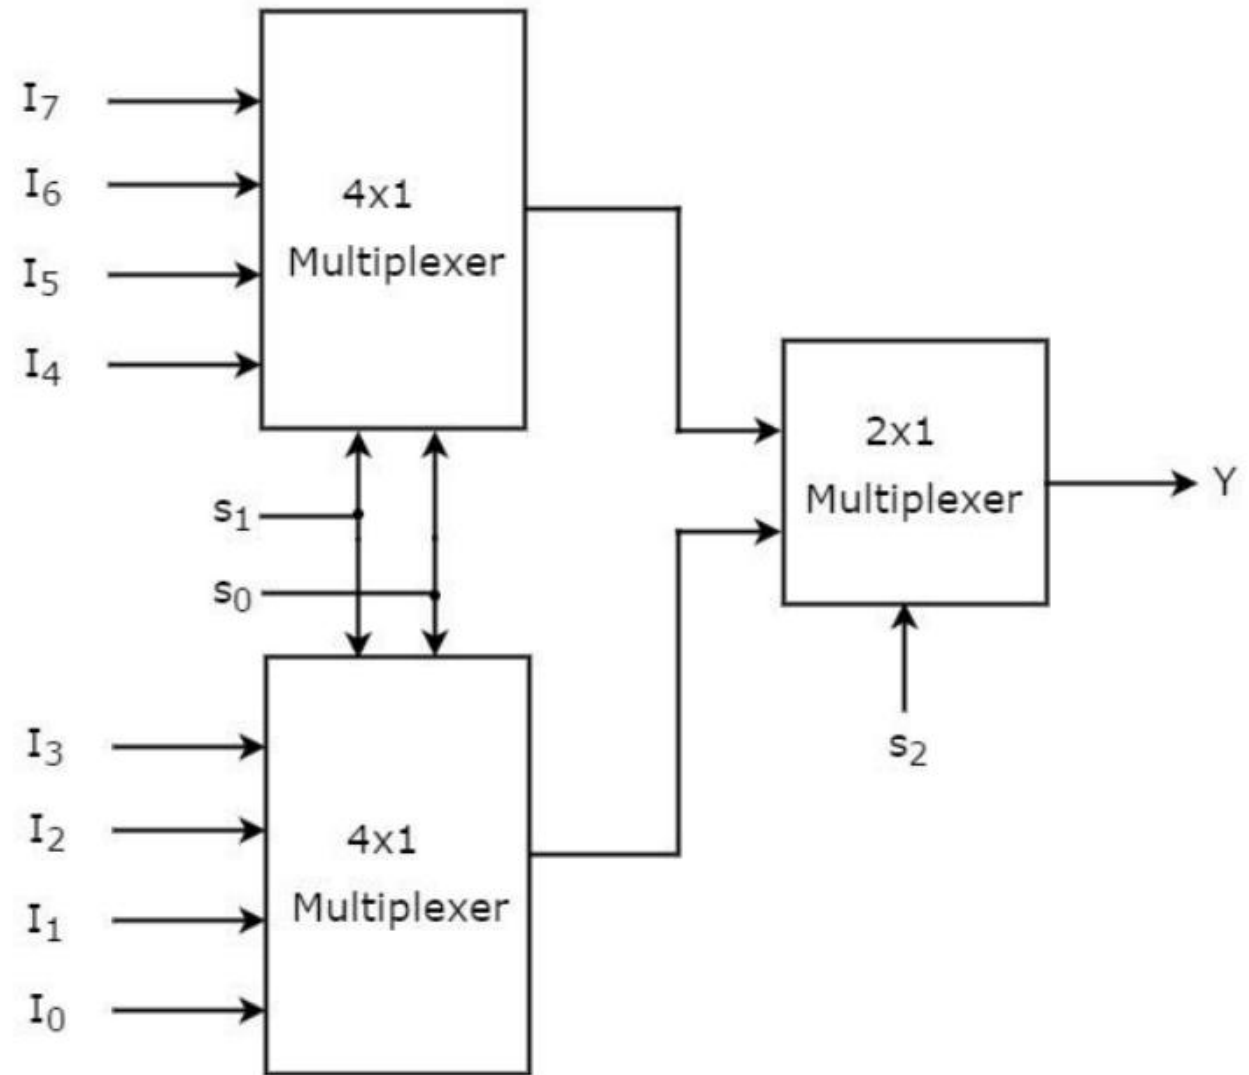 I₇
I₆
I₅
I₄
4x1
Multiplexer
s₁
s₀
I₃
I₂
I₁
I₀
4x1
Multiplexer
2x1
Multiplexer
Y
s₂